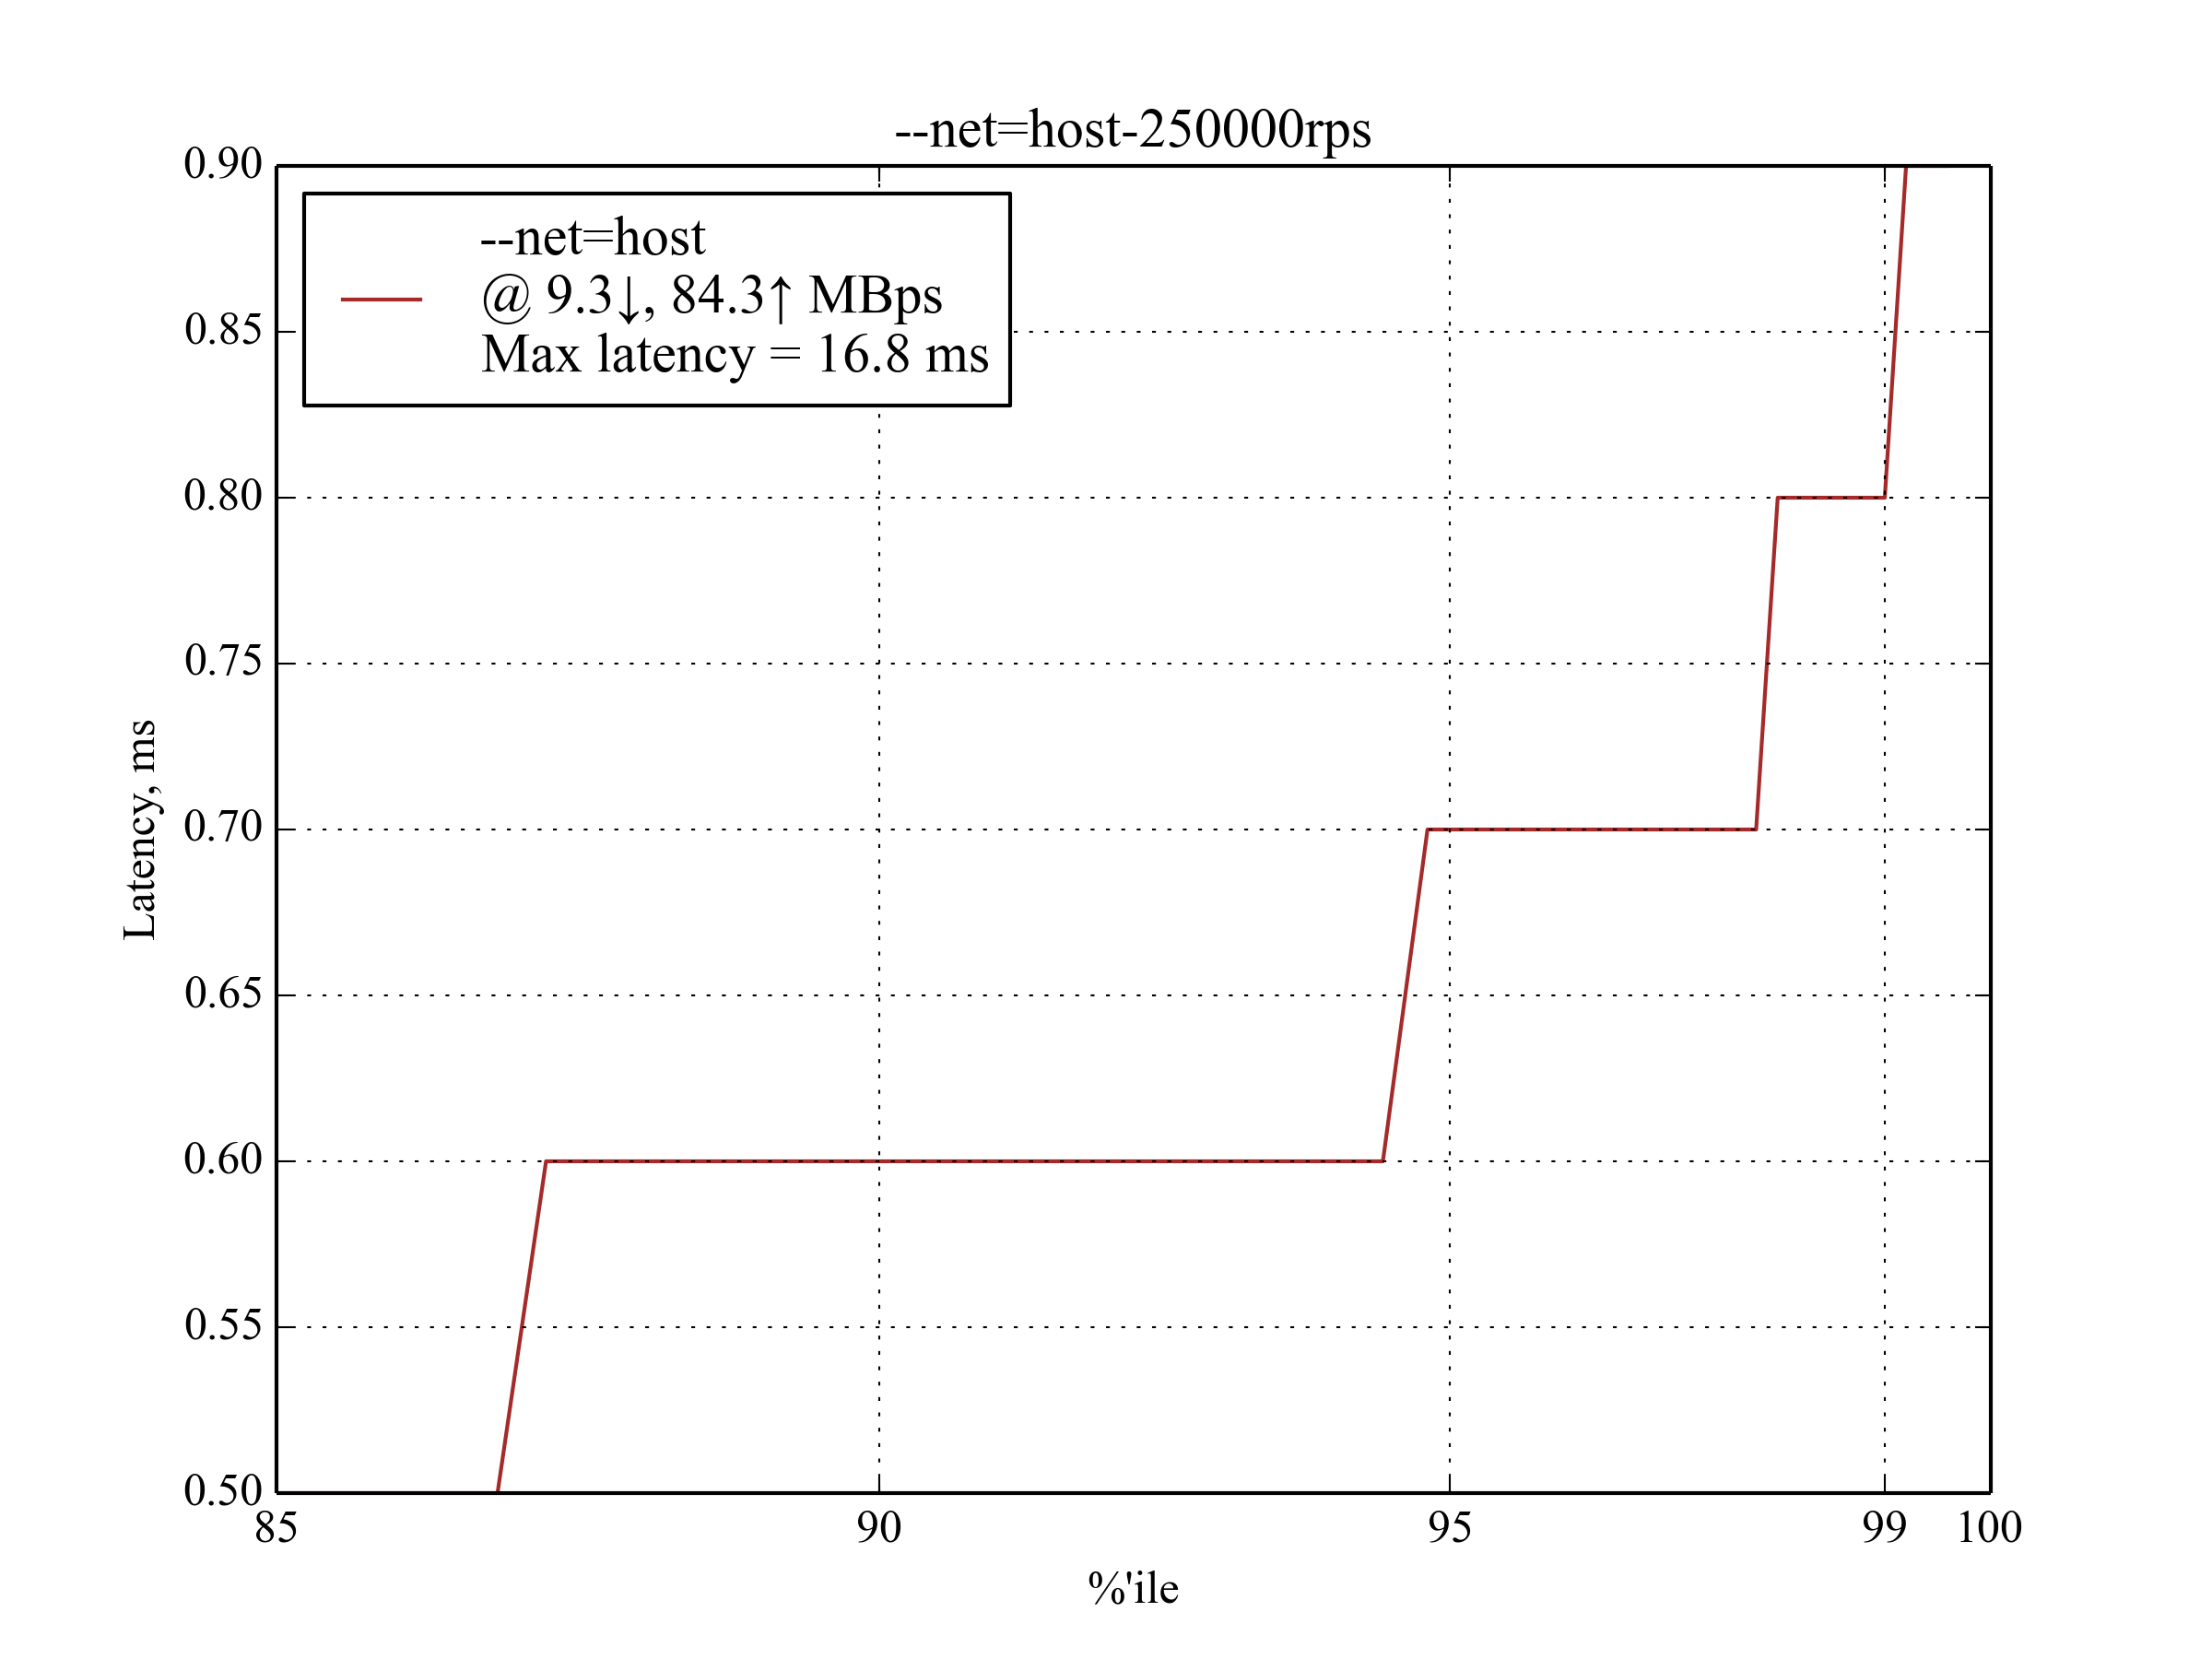 --net=host-250000rps
--net=host
@ 9.3↓, 84.3↑ MBps
Max latency = 16.8 ms
0.90
0.85
0.80
0.75
0.70
0.65
0.60
0.55
0.50
Latency, ms
85 90 95 99 100
%'ile